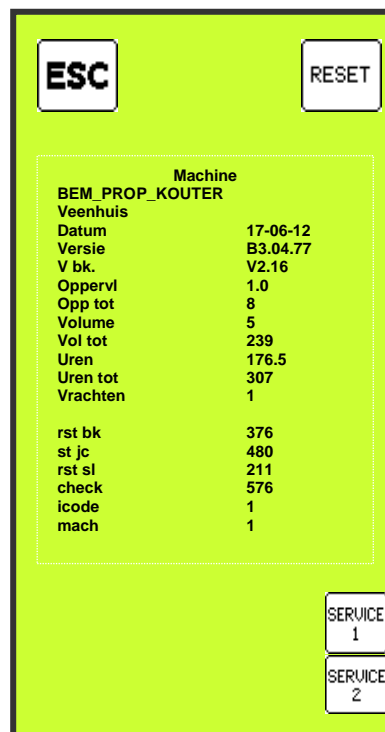 ESC
RESET
Machine
BEM_PROP_KOUTER
Veenhuis
Datum 17-06-12
Versie B3.04.77
V bk. V2.16
Oppervl 1.0
Opp tot 8
Volume 5
Vol tot 239
Uren 176.5
Uren tot 307
Vrachten 1
rst bk 376
st jc 480
rst sl 211
check 576
icode 1
mach 1
SERVICE
1
SERVICE
2